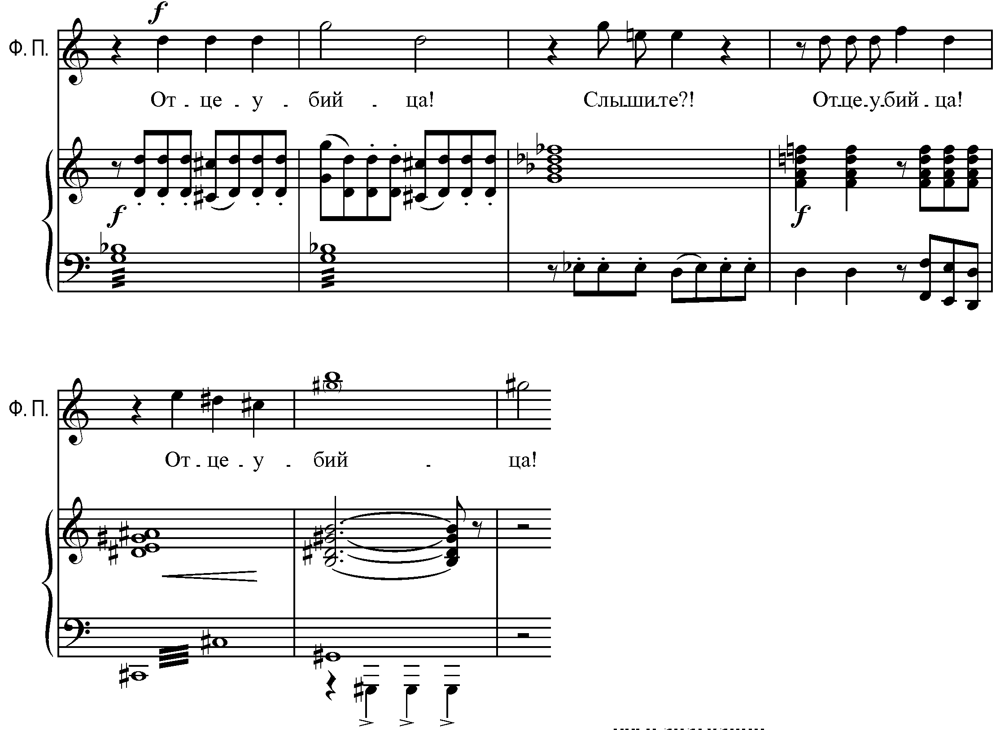 f
Ф. П.
От - це - у - бий - ца! Слы-ши-те?! От-це-у-бий - ца!
f f
Ф. П.
От - це - у - бий - ца!